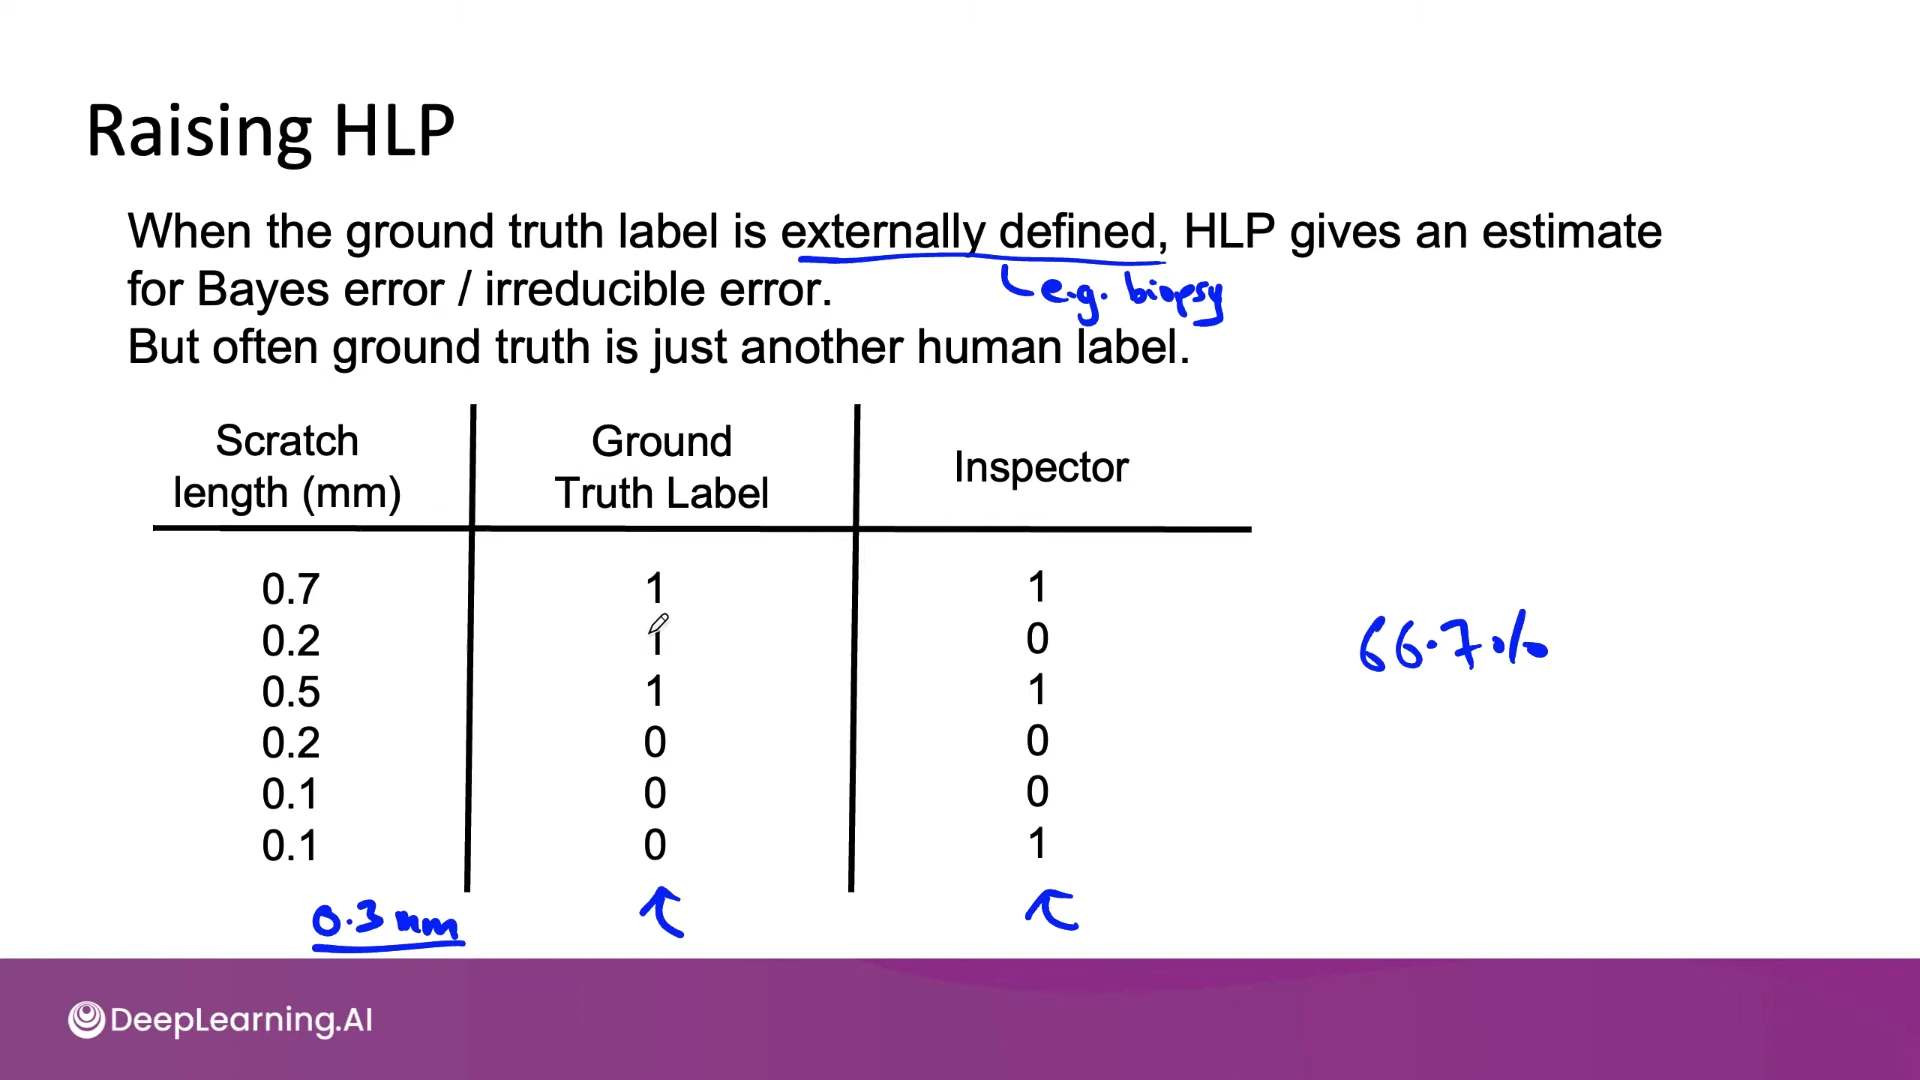 Raising HLP
When the ground truth label is externally defined, HLP gives an estimate
for Bayes error / irreducible error.
e.g. biopsy
But often ground truth is just another human label.
Scratch length (mm) Ground Truth Label Inspector
0.7 1 1
0.2 1 0
66.7%
0.5 1 1
0.2 0 0
0.1 0 0
0.1 0 1
0.3 mm
DeepLearning.AI